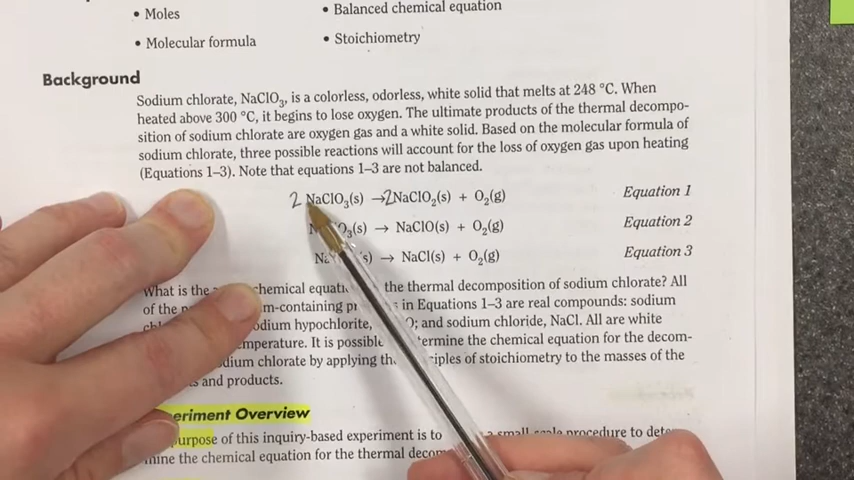 • Moles
• Balanced chemical equation
• Molecular formula
• Stoichiometry
Background
Sodium chlorate, NaClO₃, is a colorless, odorless, white solid that melts at 248 °C. When
heated above 300 °C, it begins to lose oxygen. The ultimate products of the thermal decompo-
sition of sodium chlorate are oxygen gas and a white solid. Based on the molecular formula of
sodium chlorate, three possible reactions will account for the loss of oxygen gas upon heating
(Equations 1–3). Note that equations 1–3 are not balanced.
2 NaClO₃(s) → 2NaClO₂(s) + O₂(g) Equation 1
O₃(s) → NaClO(s) + O₂(g) Equation 2
Na s) → NaCl(s) + O₂(g) Equation 3
What is the chemical the thermal decomposition of sodium chlorate? All
of the m-containing in Equations 1–3 are real compounds: sodium
odium hypochlorite, O; and sodium chloride, NaCl. All are white
mperature. It is possible termine the chemical equation for the decom-
dium chlorate by applying iples of stoichiometry to the masses of the
and products.
eriment Overview
urpose of this inquiry-based experiment is to a small-scale procedure to deter-
mine the chemical equation for the thermal